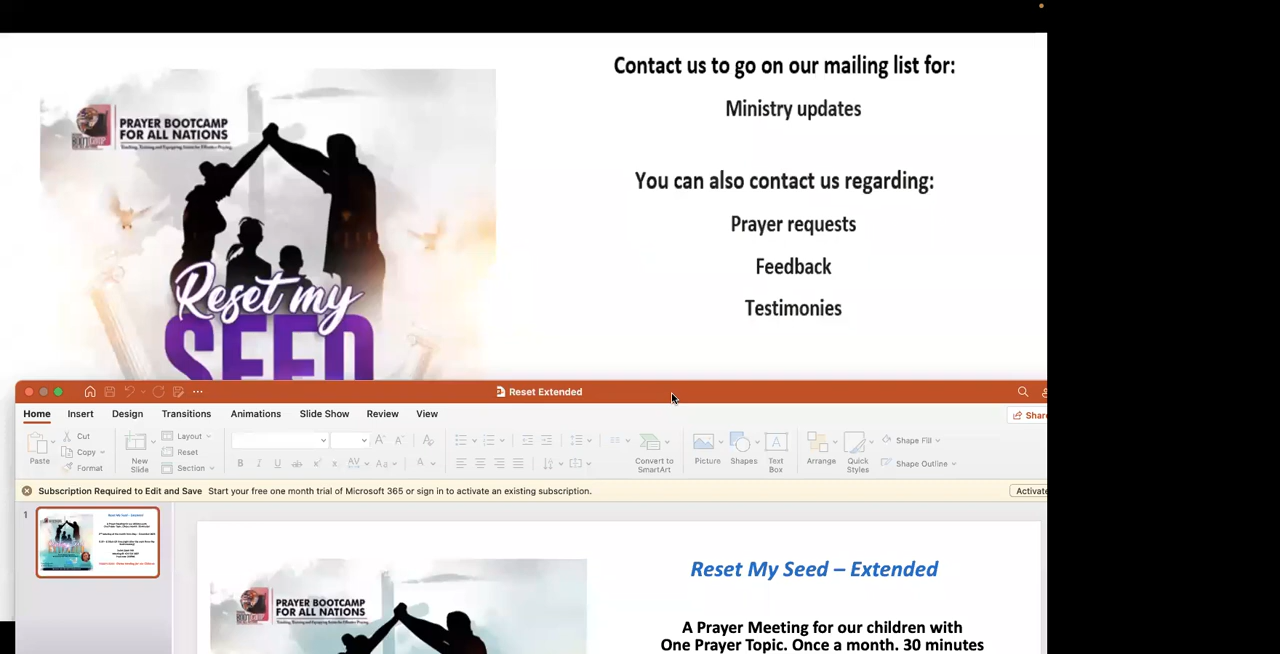 Contact us to go on our mailing list for:
Ministry updates
You can also contact us regarding:
Prayer requests
Feedback
Testimonies
PRAYER BOOTCAMP
FOR ALL NATIONS
Reset my
SEED
Reset Extended
Home Insert Design Transitions Animations Slide Show Review View
Share
Paste
Cut
Copy
Format
New
Slide
Layout
Reset
Section
Convert to
SmartArt
Picture
Shapes
Text
Box
Arrange
Quick
Styles
Shape Fill
Shape Outline
Subscription Required to Edit and Save Start your free one month trial of Microsoft 365 or sign in to activate an existing subscription.
Activate
1
PRAYER BOOTCAMP
FOR ALL NATIONS
Reset My Seed – Extended
A Prayer Meeting for our children with
One Prayer Topic. Once a month. 30 minutes